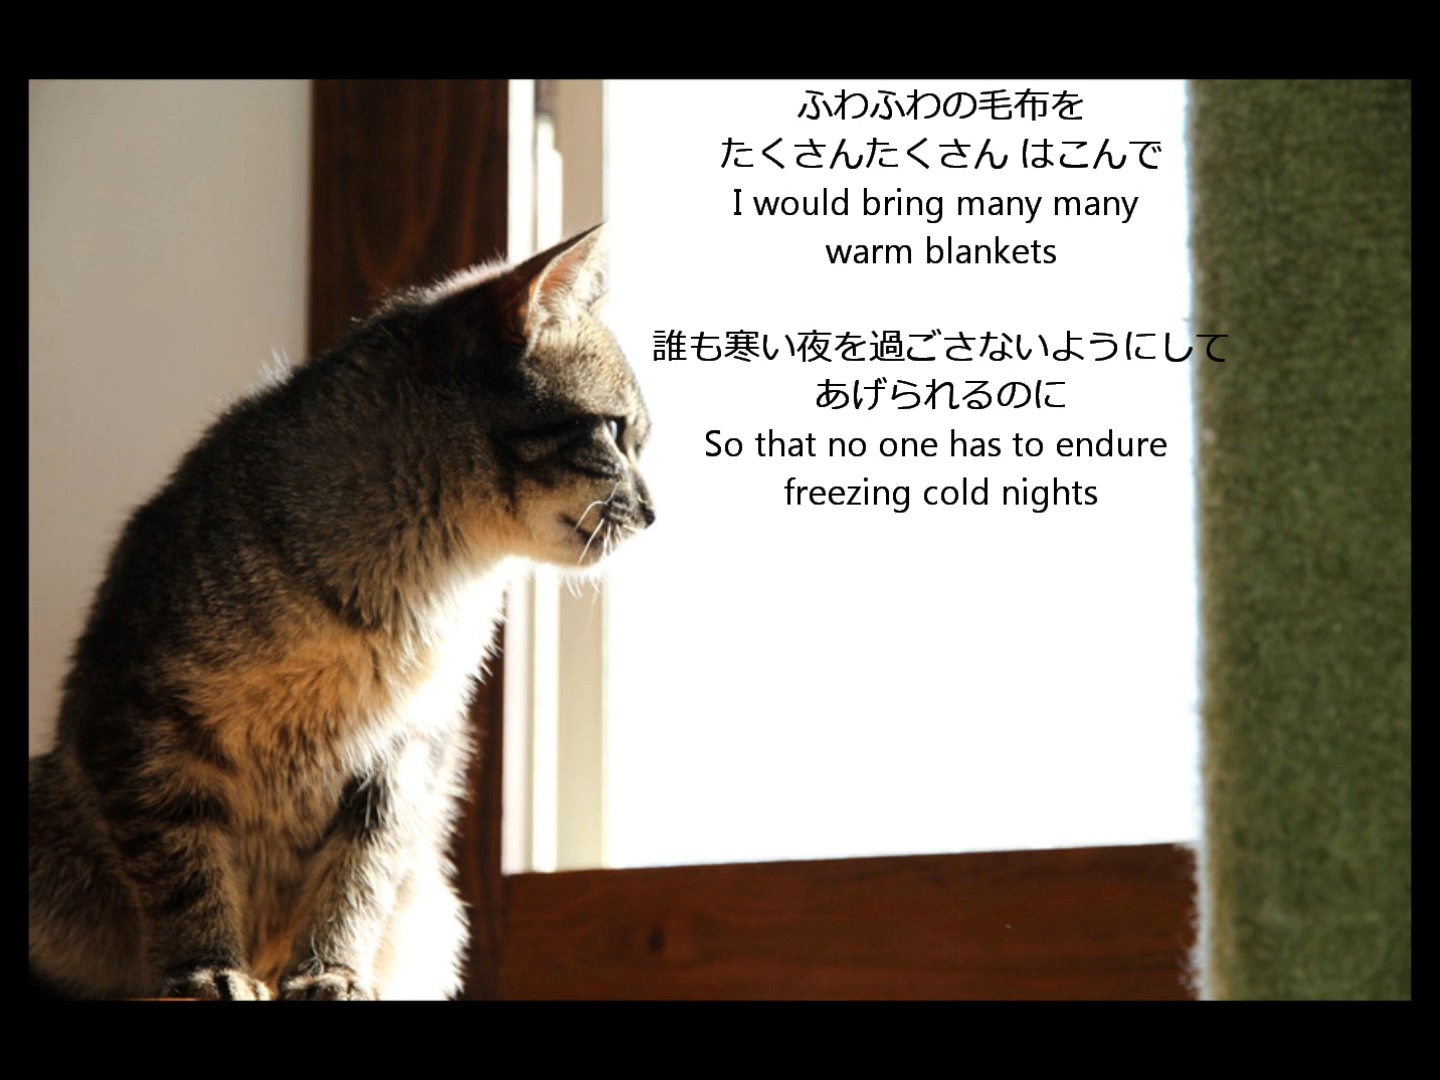 ふわふわの毛布を
たくさんたくさん はこんで
I would bring many many
warm blankets
誰も寒い夜を過ごさないようにして
あげられるのに
So that no one has to endure
freezing cold nights